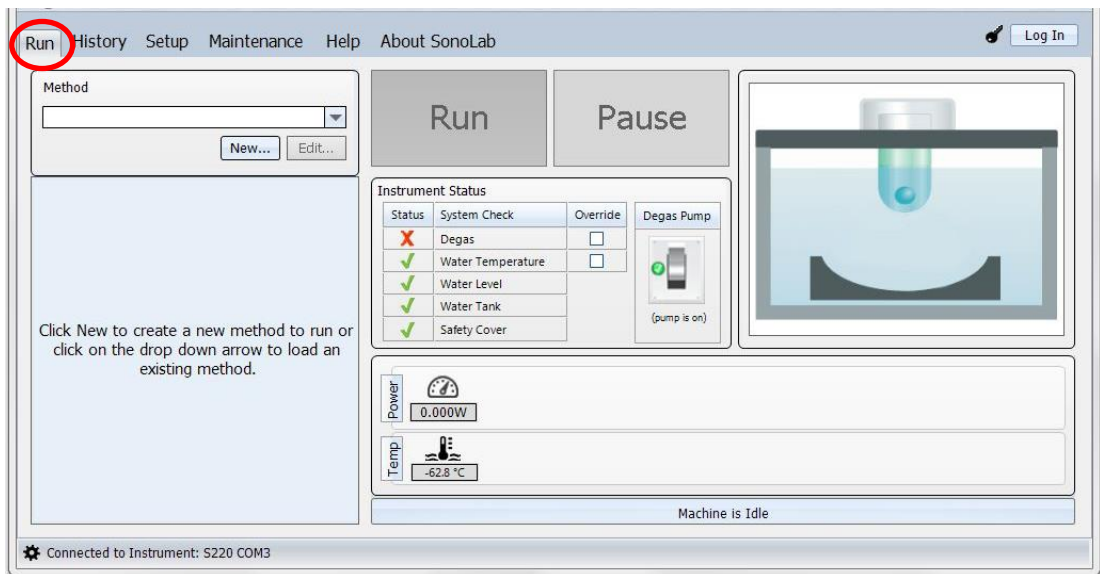 Run History Setup Maintenance Help About SonoLab Log In
Method
New... Edit...
Click New to create a new method to run or
click on the drop down arrow to load an
existing method.
Run Pause
Instrument Status
Status System Check Override
Degas
Water Temperature
Water Level
Water Tank
Safety Cover
Degas Pump
(pump is on)
Power
0.000W
Temp
-62.8 °C
Machine is Idle
Connected to Instrument: S220 COM3